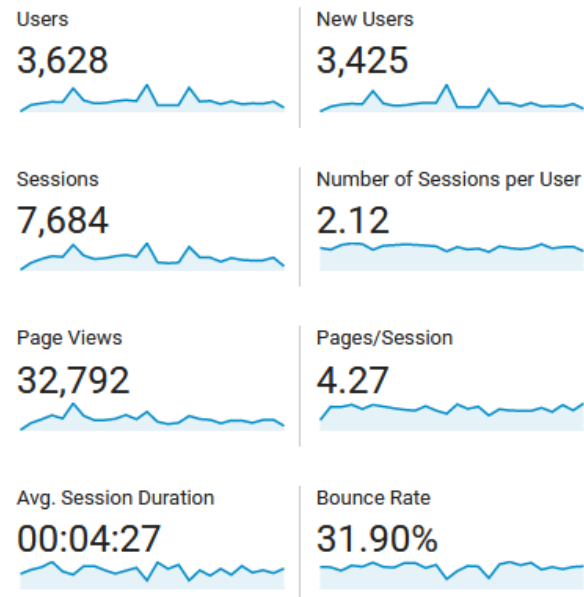 Users
3,628
New Users
3,425
Sessions
7,684
Number of Sessions per User
2.12
Page Views
32,792
Pages/Session
4.27
Avg. Session Duration
00:04:27
Bounce Rate
31.90%